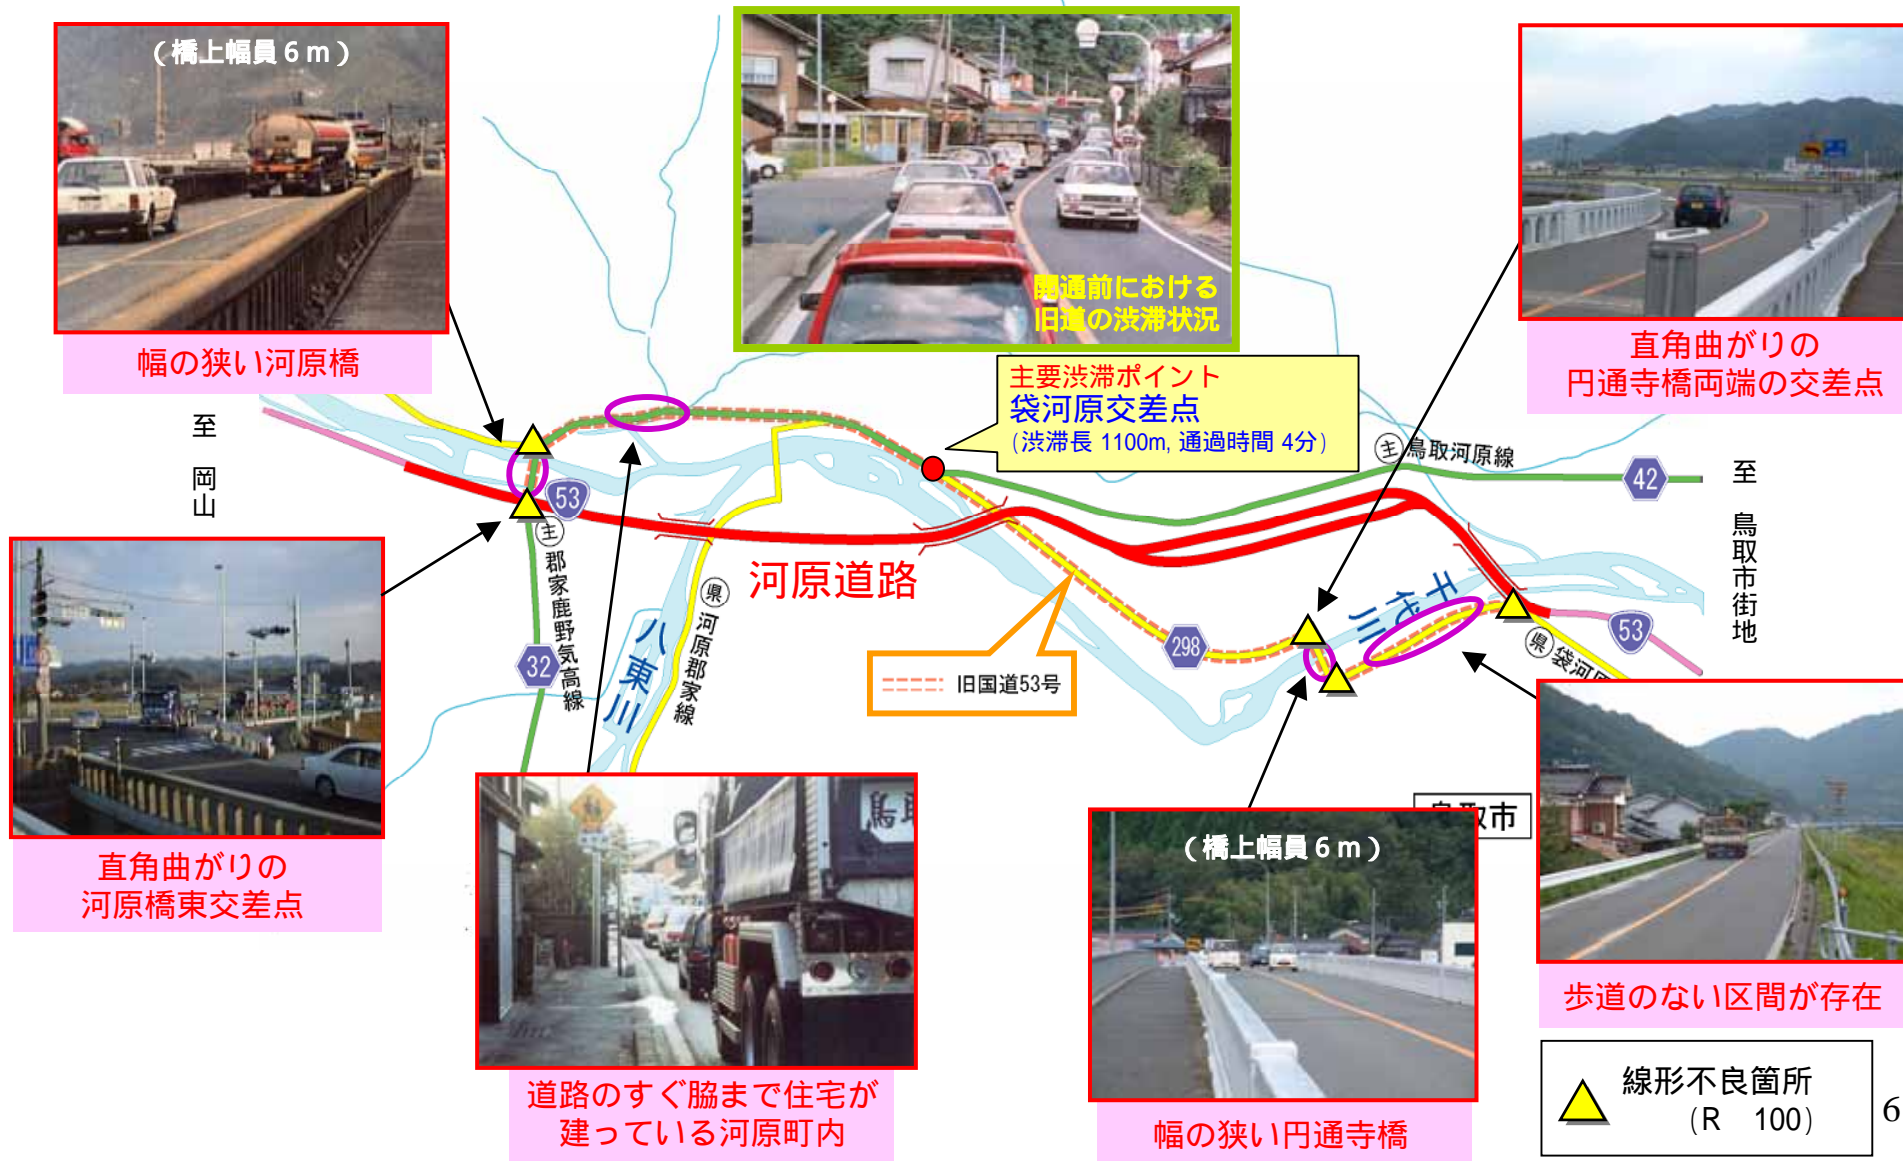 （橋上幅員６ｍ）
幅の狭い河原橋
開通前における
旧道の渋滞状況
直角曲がりの
円通寺橋両端の交差点
主要渋滞ポイント
袋河原交差点
(渋滞長 1100m, 通過時間 4分)
至 岡山
至 鳥取市街地
主 鳥取河原線
42
53
主 郡家鹿野気高線
32
河原道路
県 河原郡家線
八東川
千代川
298
旧国道53号
53
県 袋河原
直角曲がりの
河原橋東交差点
道路のすぐ脇まで住宅が
建っている河原町内
鳥取市
（橋上幅員６ｍ）
幅の狭い円通寺橋
歩道のない区間が存在
線形不良箇所
(R 100)
6